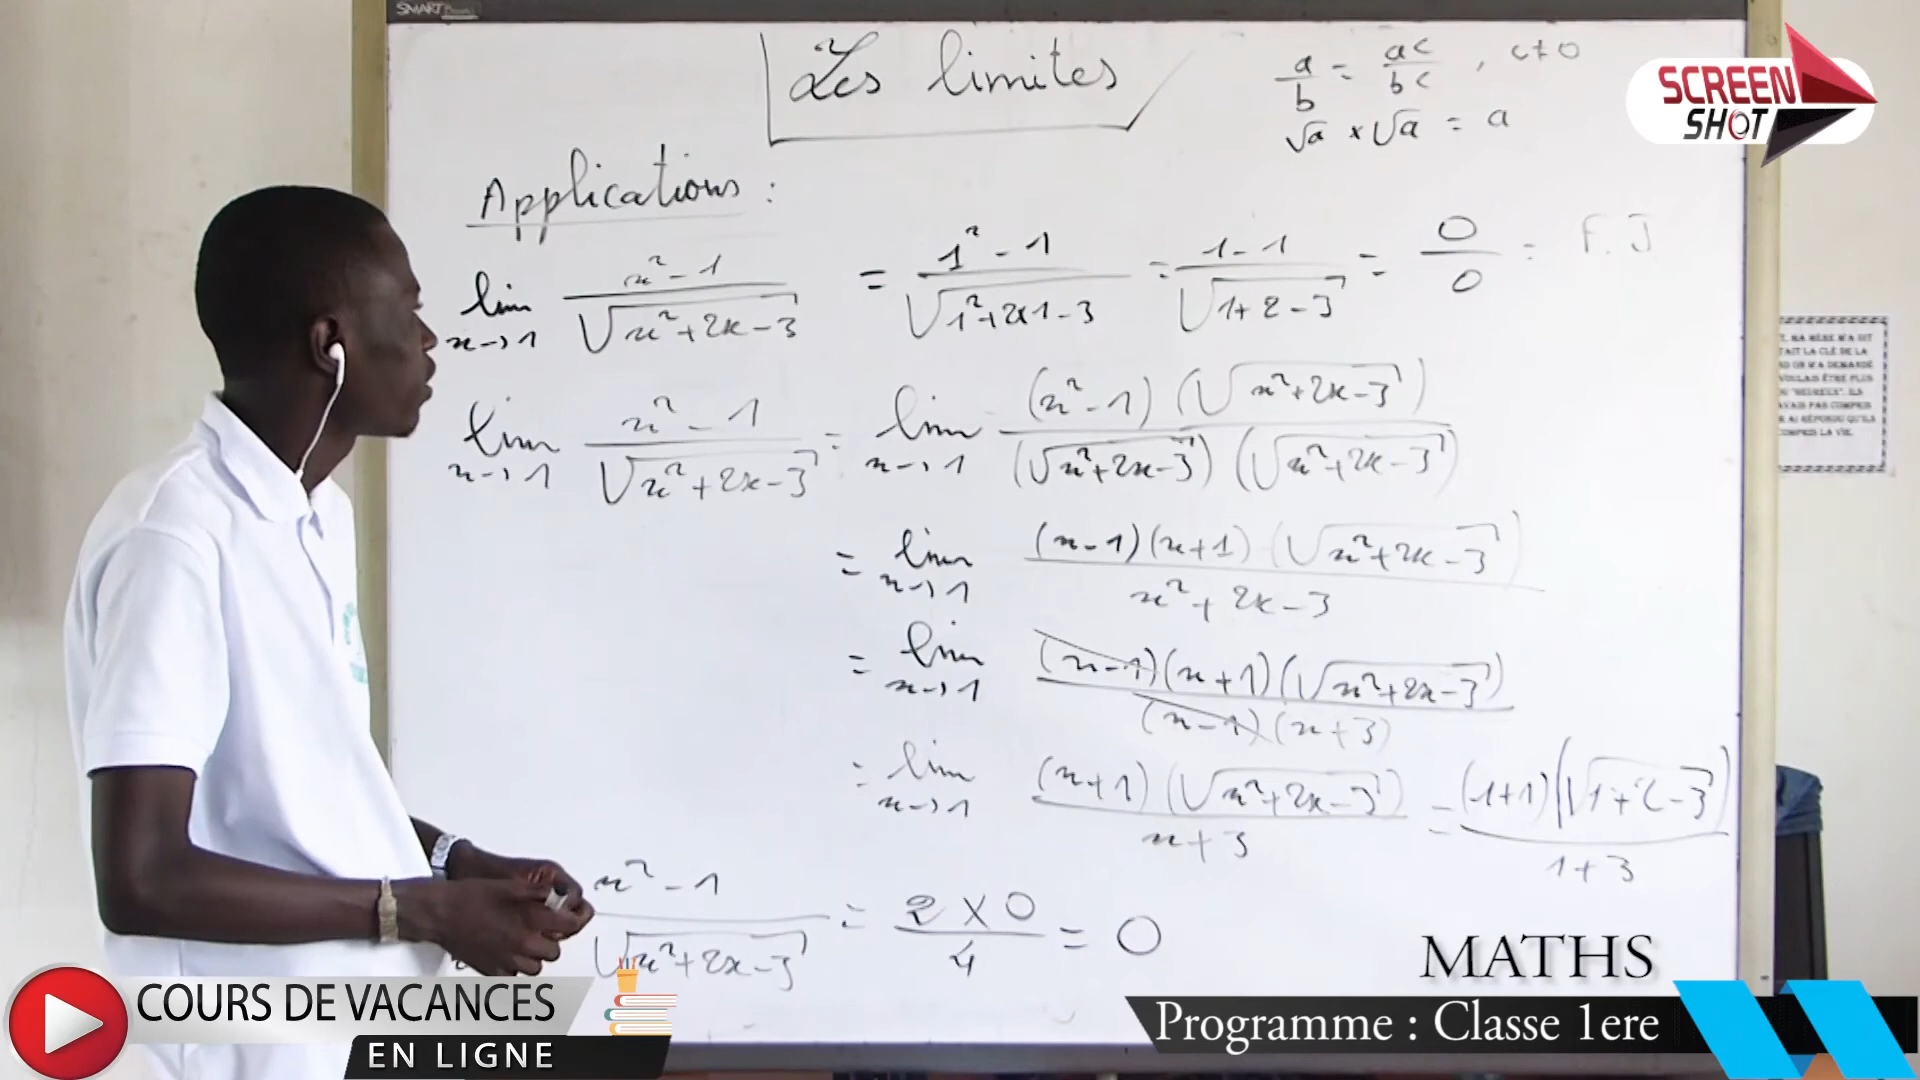 SMART
Les limites
a/b = ac/bc , c≠0
√a × √a = a
SCREEN
SHOT
Applications :
lim x→1 (x²-1)/√(x²+2x-3) = (1²-1)/√(1²+2x1-3) = (1-1)/√(1+2-3) = 0/0 = F.I
lim x→1 (x²-1)/√(x²+2x-3) = lim x→1 (x²-1)(√(x²+2x-3))/(√(x²+2x-3))(√(x²+2x-3))
= lim x→1 (x-1)(x+1)(√(x²+2x-3))/(x²+2x-3)
= lim x→1 (x-1)(x+1)(√(x²+2x-3))/(x-1)(x+3)
= lim x→1 (x+1)(√(x²+2x-3))/(x+3) = (1+1)(√(1+2-3))/(1+3)
(x²-1)/√(x²+2x-3) = (2 X 0)/4 = 0
MATHS
Programme : Classe 1ere
COURS DE VACANCES
EN LIGNE